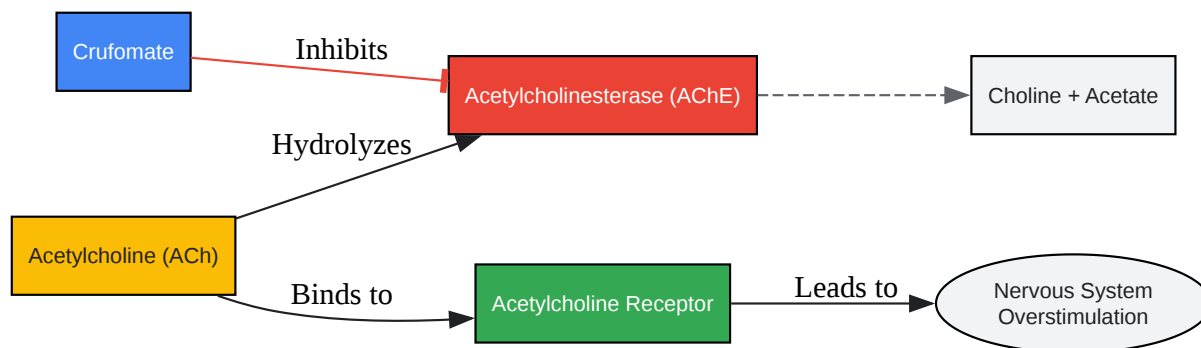 Crufomate
Inhibits
Acetylcholinesterase (AChE)
Choline + Acetate
Hydrolyzes
Acetylcholine (ACh)
Binds to
Acetylcholine Receptor
Leads to
Nervous System
Overstimulation